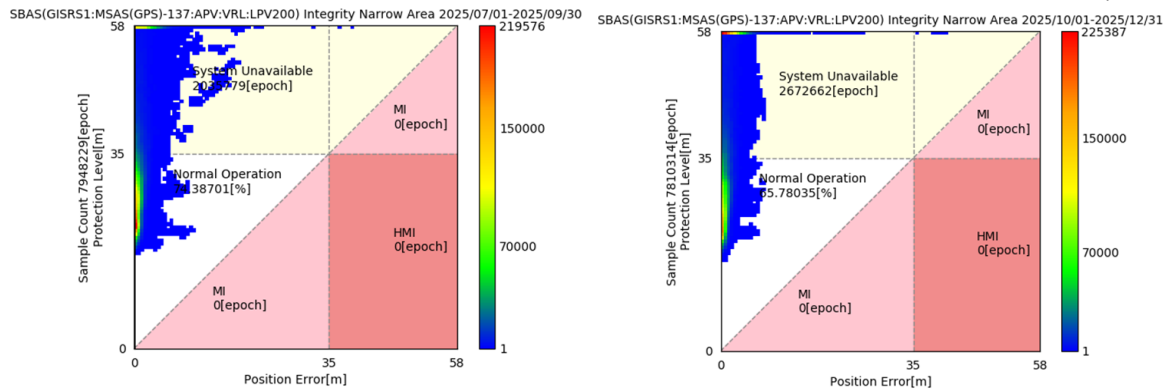 SBAS(GISRS1:MSAS(GPS)-137:APV:VRL:LPV200) Integrity Narrow Area 2025/07/01-2025/09/30
58
35
0
Sample Count 7948229[epoch]
Protection Level[m]
System Unavailable
2035779[epoch]
MI
0[epoch]
Normal Operation
74.38701[%]
HMI
0[epoch]
MI
0[epoch]
0
35
58
Position Error[m]
219576
150000
70000
1
SBAS(GISRS1:MSAS(GPS)-137:APV:VRL:LPV200) Integrity Narrow Area 2025/10/01-2025/12/31
58
35
0
Sample Count 7810314[epoch]
Protection Level[m]
System Unavailable
2672662[epoch]
MI
0[epoch]
Normal Operation
65.78035[%]
HMI
0[epoch]
MI
0[epoch]
0
35
58
Position Error[m]
225387
150000
70000
1